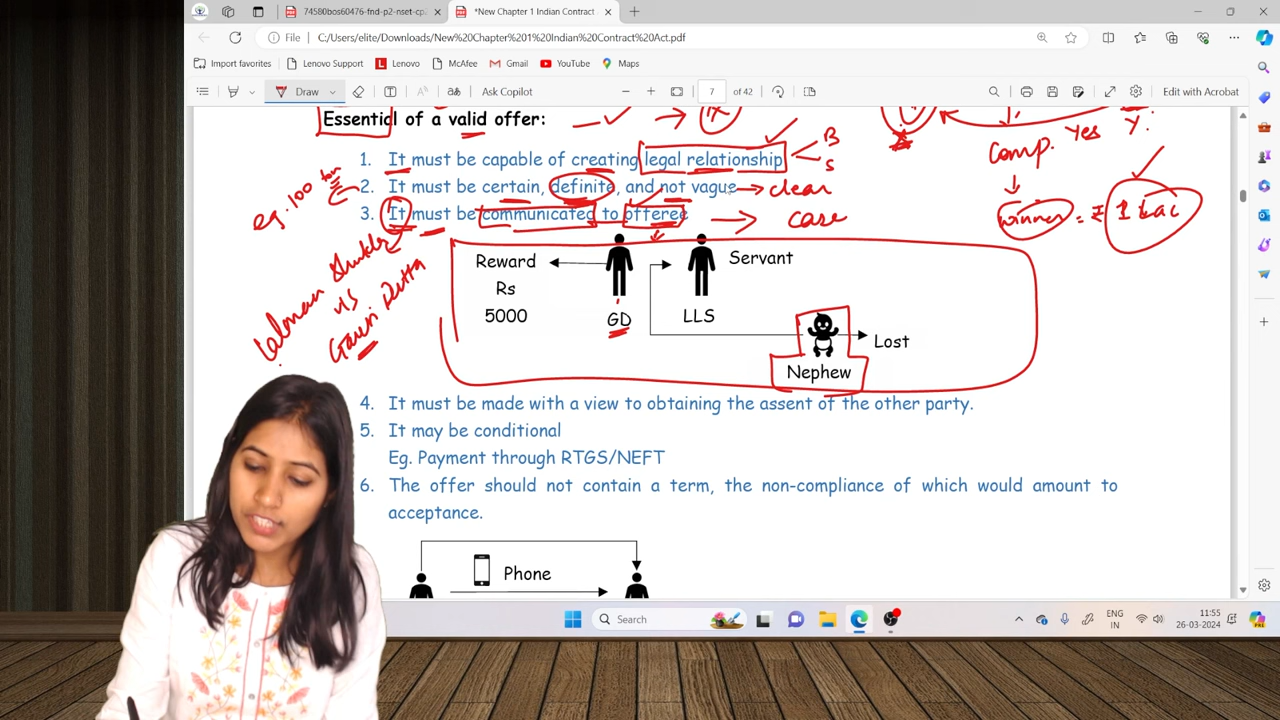 74580bos60476-fnd-p2-nset-cp
*New Chapter 1 Indian Contract
File C:/Users/elite/Downloads/New%20Chapter%201%20Indian%20Contract%20Act.pdf
Import favorites Lenovo Support Lenovo McAfee Gmail YouTube Maps
Draw Ask Copilot 7 of 42 Edit with Acrobat
Essential of a valid offer:
1. It must be capable of creating legal relationship B
S
2. It must be certain, definite, and not vague clear
3. It must be communicated to offeree case
eg. 100
Comp. Yes
winner = ₹ 1 Lac
Lalman Shukla
vs
Gauri Dutta
Reward
Rs
5000
GD
Servant
LLS
Nephew
Lost
4. It must be made with a view to obtaining the assent of the other party.
5. It may be conditional
Eg. Payment through RTGS/NEFT
6. The offer should not contain a term, the non-compliance of which would amount to
acceptance.
Phone
Search
ENG
IN
11:55
26-03-2024